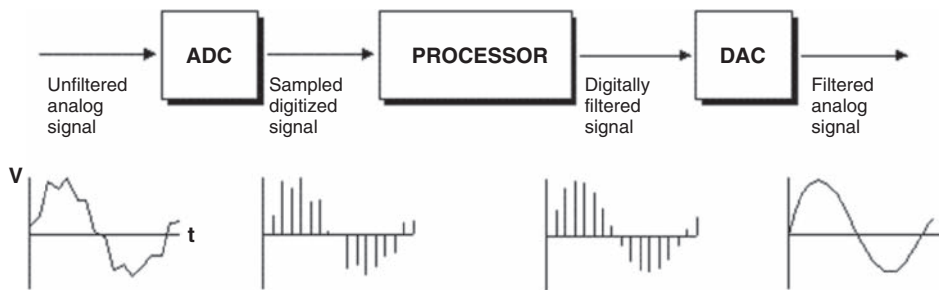 ADC
PROCESSOR
DAC
Unfiltered
analog
signal
Sampled
digitized
signal
Digitally
filtered
signal
Filtered
analog
signal
V
t